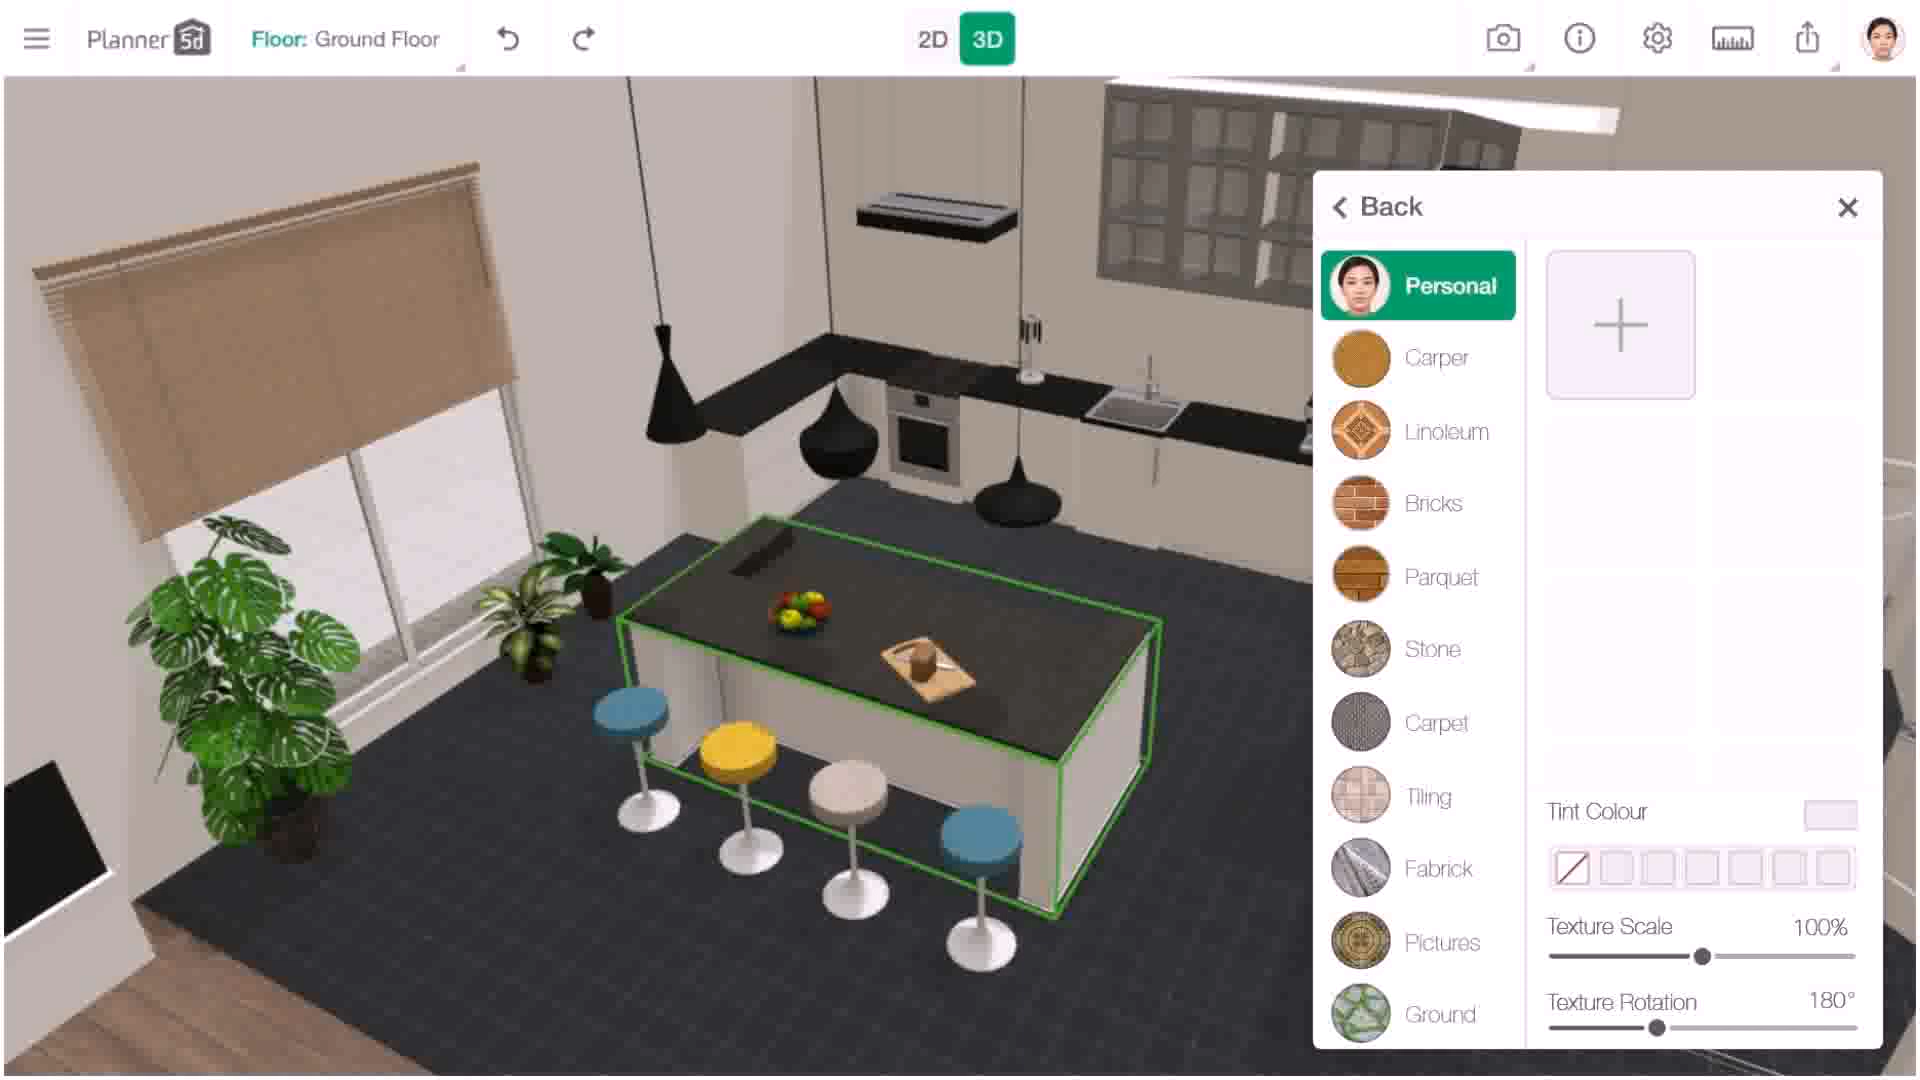 Planner 5d
Floor: Ground Floor
2D
3D
Back
Personal
Carper
Linoleum
Bricks
Parquet
Stone
Carpet
Tiling
Fabrick
Pictures
Ground
Tint Colour
Texture Scale 100%
Texture Rotation 180°